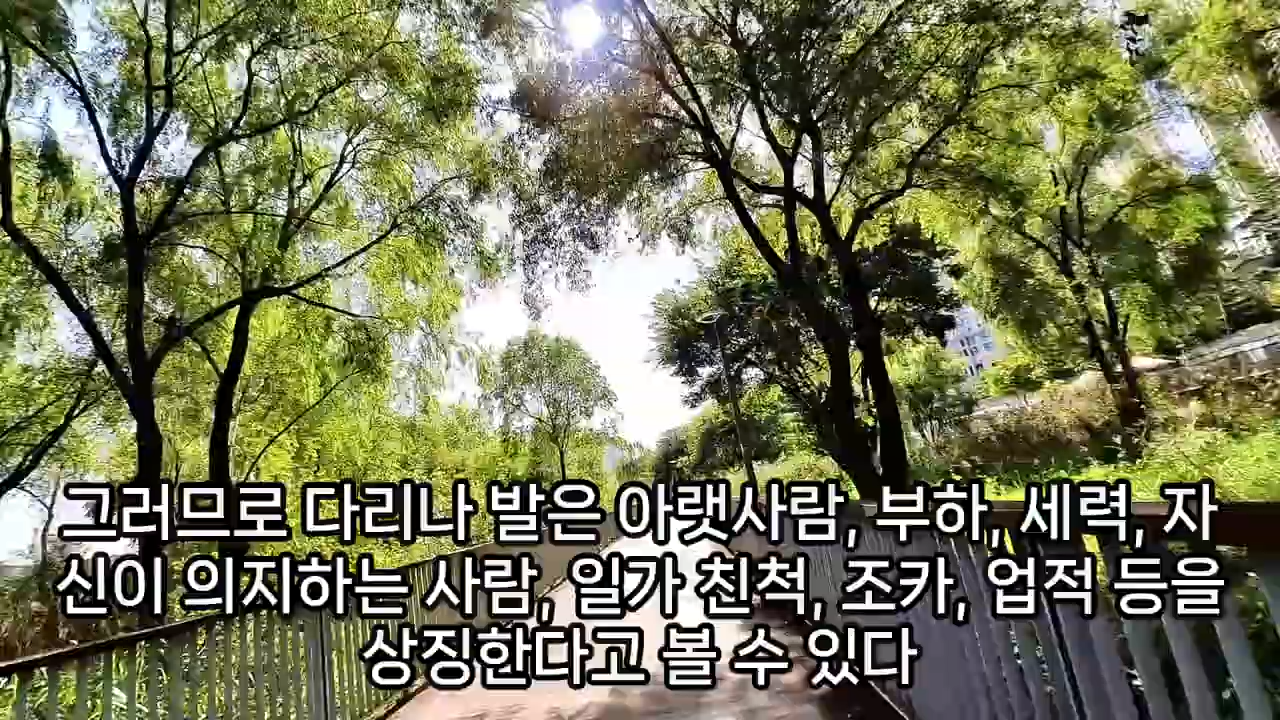 그러므로 다리나 발은 아랫사람, 부하, 세력, 자
신이 의지하는 사람, 일가 친척, 조카, 업적 등을
상징한다고 볼 수 있다